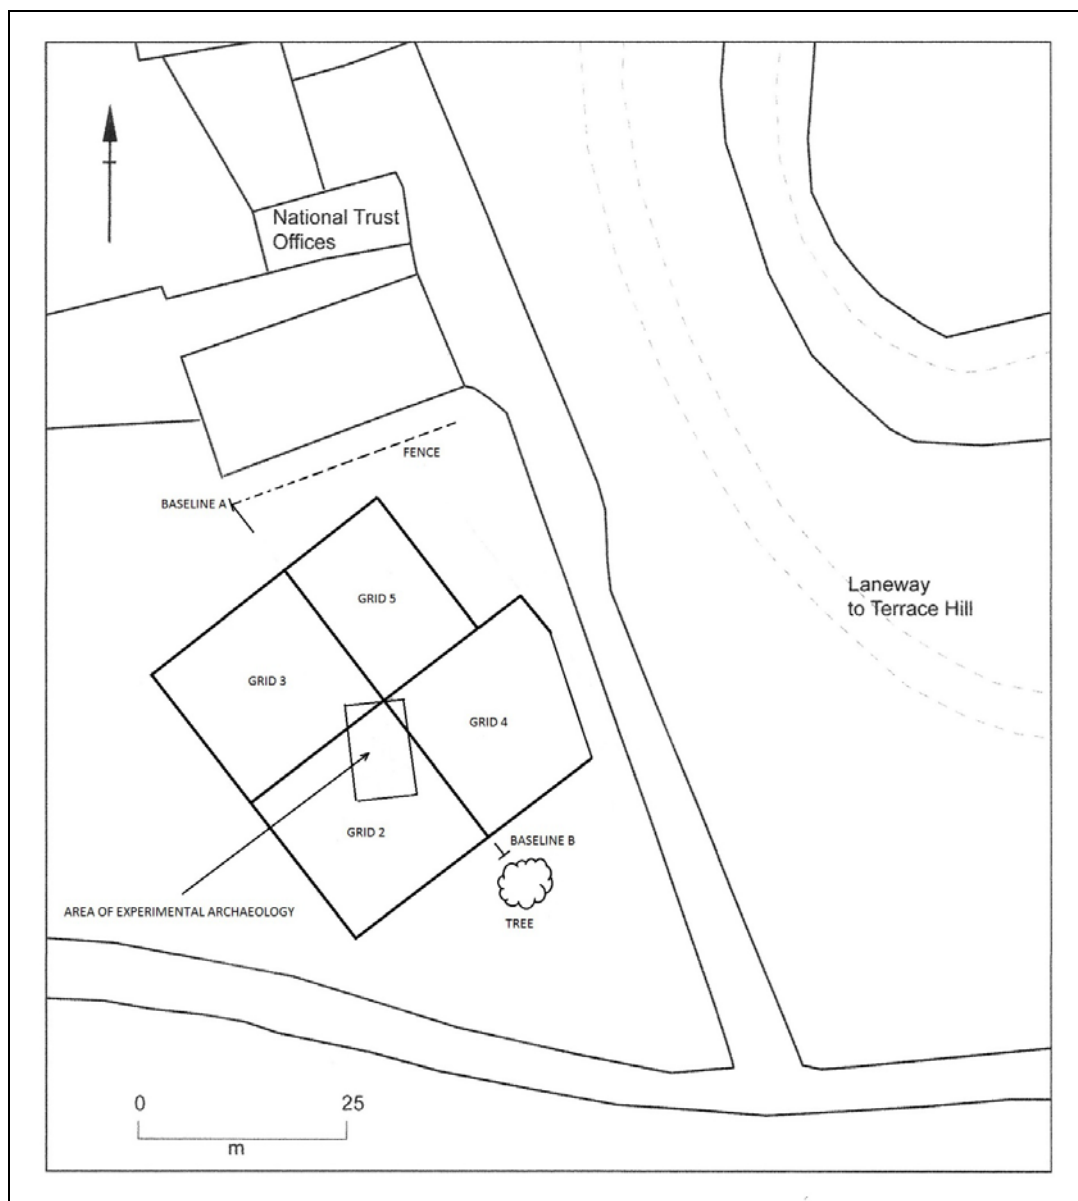 National Trust
Offices
FENCE
BASELINE A
GRID 5
Laneway
to Terrace Hill
GRID 3
GRID 4
GRID 2
BASELINE B
AREA OF EXPERIMENTAL ARCHAEOLOGY
TREE
0 25
m